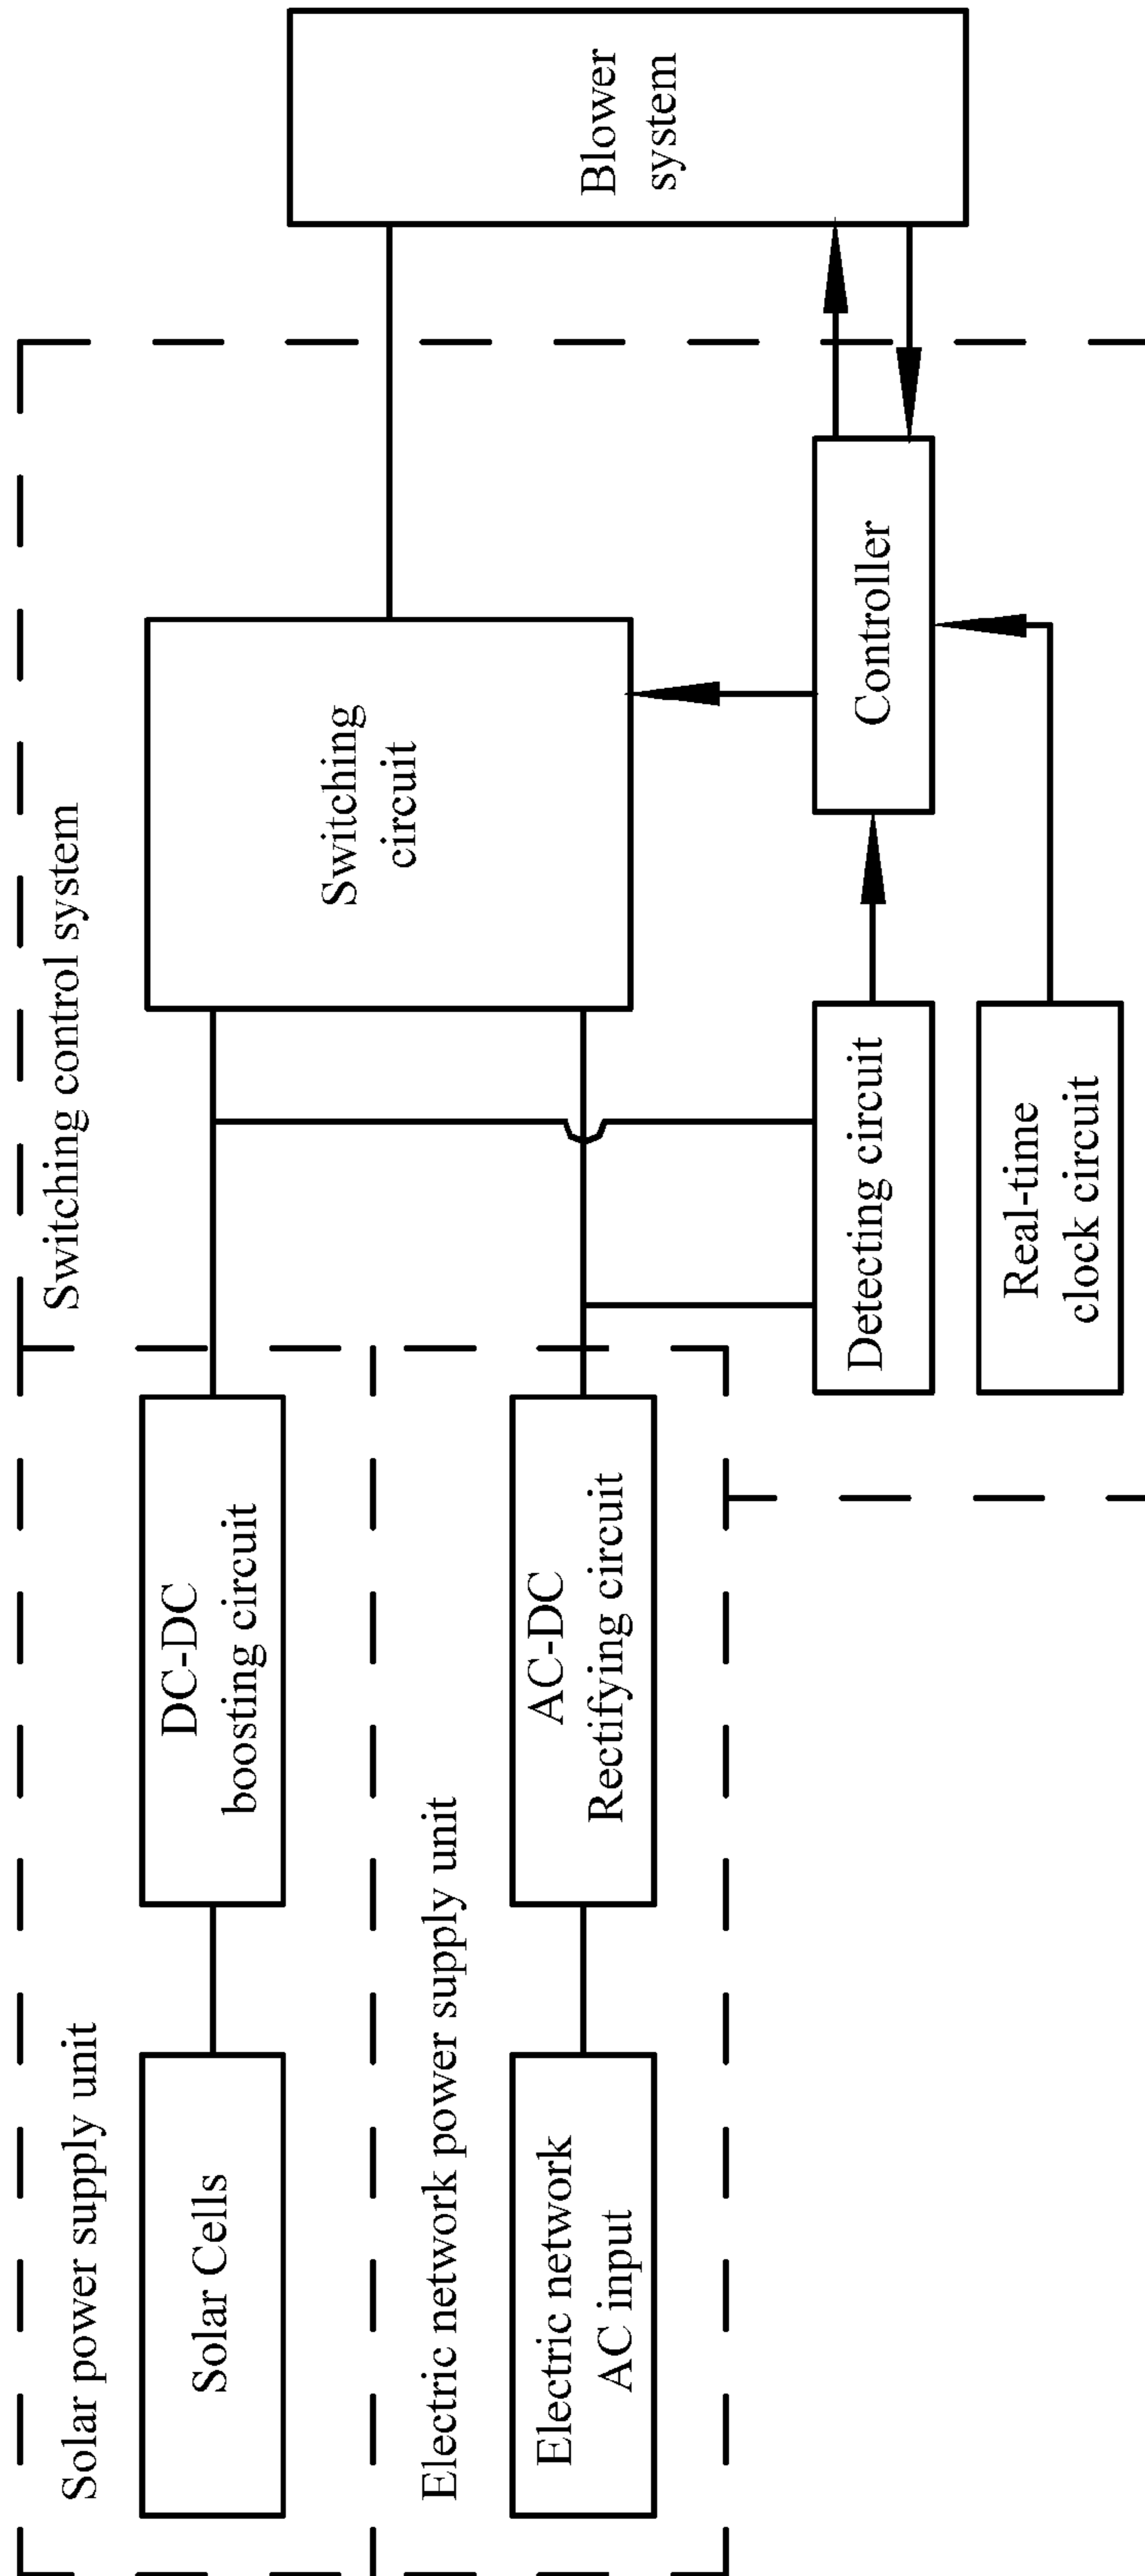 Solar power supply unit
Solar Cells
DC-DC
boosting circuit
Electric network power supply unit
Electric network
AC input
AC-DC
Rectifying circuit
Switching control system
Switching
circuit
Detecting circuit
Real-time
clock circuit
Controller
Blower
system